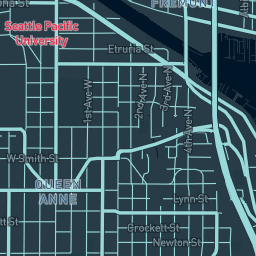 FREMONT
Etruria St
Seattle Pacific
University
1st Ave W
2nd Ave N
3rd Ave N
4th Ave N
W Smith St
QUEEN
ANNE
Lynn St
Crockett St
Newton St